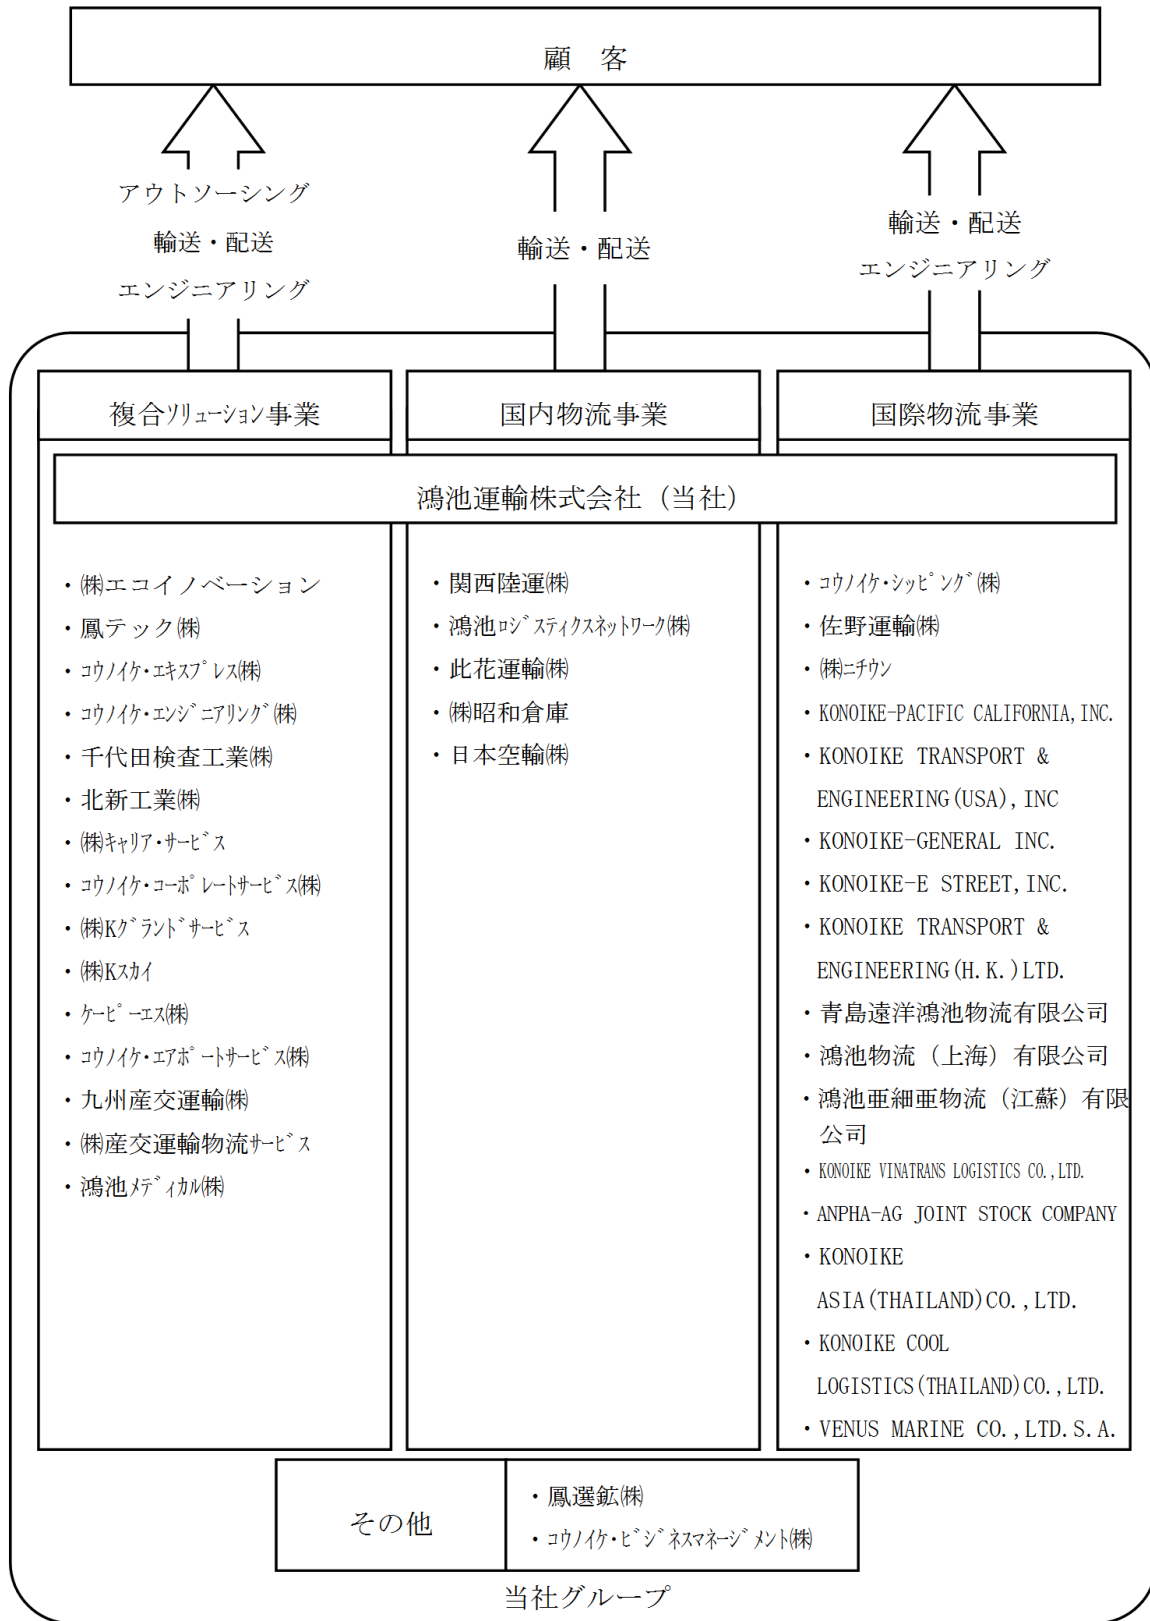 顧　客
アウトソーシング
輸送・配送
エンジニアリング
輸送・配送
輸送・配送
エンジニアリング
複合ｿﾘｭｰｼｮﾝ事業
国内物流事業
国際物流事業
鴻池運輸株式会社（当社）
・㈱エコイノベーション
・鳳テック㈱
・ｺｳﾉｲｹ・ｴｷｽﾌﾟﾚｽ㈱
・ｺｳﾉｲｹ・ｴﾝｼﾞﾆｱﾘﾝｸﾞ㈱
・千代田検査工業㈱
・北新工業㈱
・㈱ｷｬﾘｱ・ｻｰﾋﾞｽ
・ｺｳﾉｲｹ・ｺｰﾎﾟﾚｰﾄｻｰﾋﾞｽ㈱
・㈱Kｸﾞﾗﾝﾄﾞｻｰﾋﾞｽ
・㈱Kｽｶｲ
・ｹｰﾋﾟｰｴｽ㈱
・ｺｳﾉｲｹ・ｴｱﾎﾟｰﾄｻｰﾋﾞｽ㈱
・九州産交運輸㈱
・㈱産交運輸物流ｻｰﾋﾞｽ
・鴻池ﾒﾃﾞｨｶﾙ㈱
・関西陸運㈱
・鴻池ﾛｼﾞｽﾃｨｸｽﾈｯﾄﾜｰｸ㈱
・此花運輸㈱
・㈱昭和倉庫
・日本空輸㈱
・ｺｳﾉｲｹ・ｼｯﾋﾟﾝｸﾞ㈱
・佐野運輸㈱
・㈱ﾆﾁｳﾝ
・KONOIKE-PACIFIC CALIFORNIA,INC.
・KONOIKE TRANSPORT &
ENGINEERING(USA),INC
・KONOIKE-GENERAL INC.
・KONOIKE-E STREET,INC.
・KONOIKE TRANSPORT &
ENGINEERING(H.K.)LTD.
・青島遠洋鴻池物流有限公司
・鴻池物流（上海）有限公司
・鴻池亜細亜物流（江蘇）有限
公司
・KONOIKE VINATRANS LOGISTICS CO.,LTD.
・ANPHA-AG JOINT STOCK COMPANY
・KONOIKE
ASIA(THAILAND)CO.,LTD.
・KONOIKE COOL
LOGISTICS(THAILAND)CO.,LTD.
・VENUS MARINE CO.,LTD.S.A.
その他
・鳳選鉱㈱
・ｺｳﾉｲｹ・ﾋﾞｼﾞﾈｽﾏﾈｰｼﾞﾒﾝﾄ㈱
当社グループ